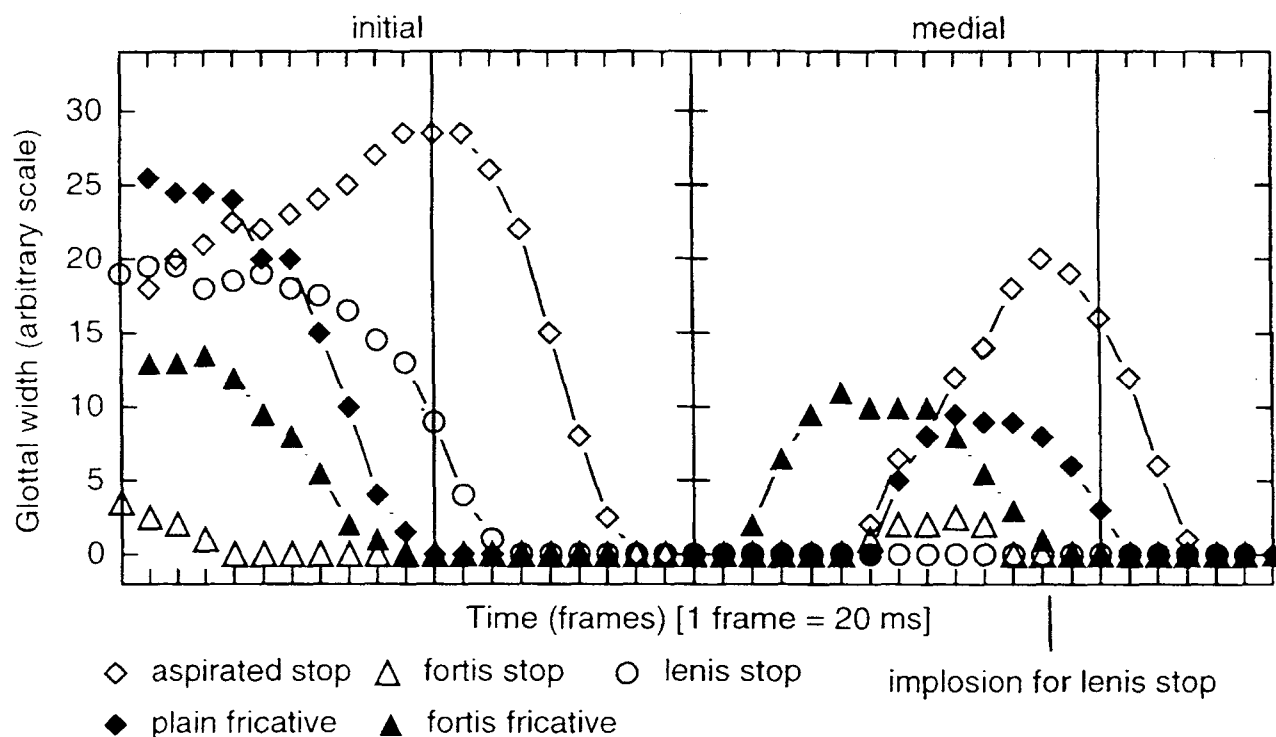 initial medial
Glottal width (arbitrary scale)
30
25
20
15
10
5
0
Time (frames) [1 frame = 20 ms]
◇ aspirated stop △ fortis stop ○ lenis stop
implosion for lenis stop
◆ plain fricative ▲ fortis fricative